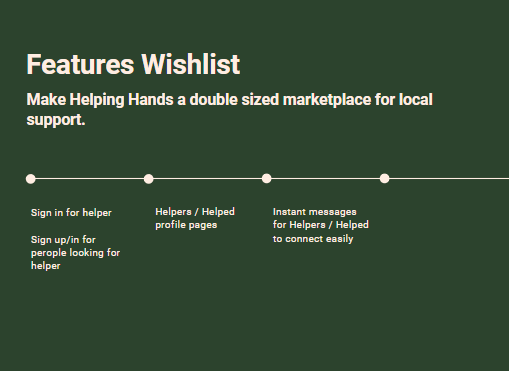 Features Wishlist
Make Helping Hands a double sized marketplace for local
support.
Sign in for helper
Sign up/in for
perople looking for
helper
Helpers / Helped
profile pages
Instant messages
for Helpers / Helped
to connect easily